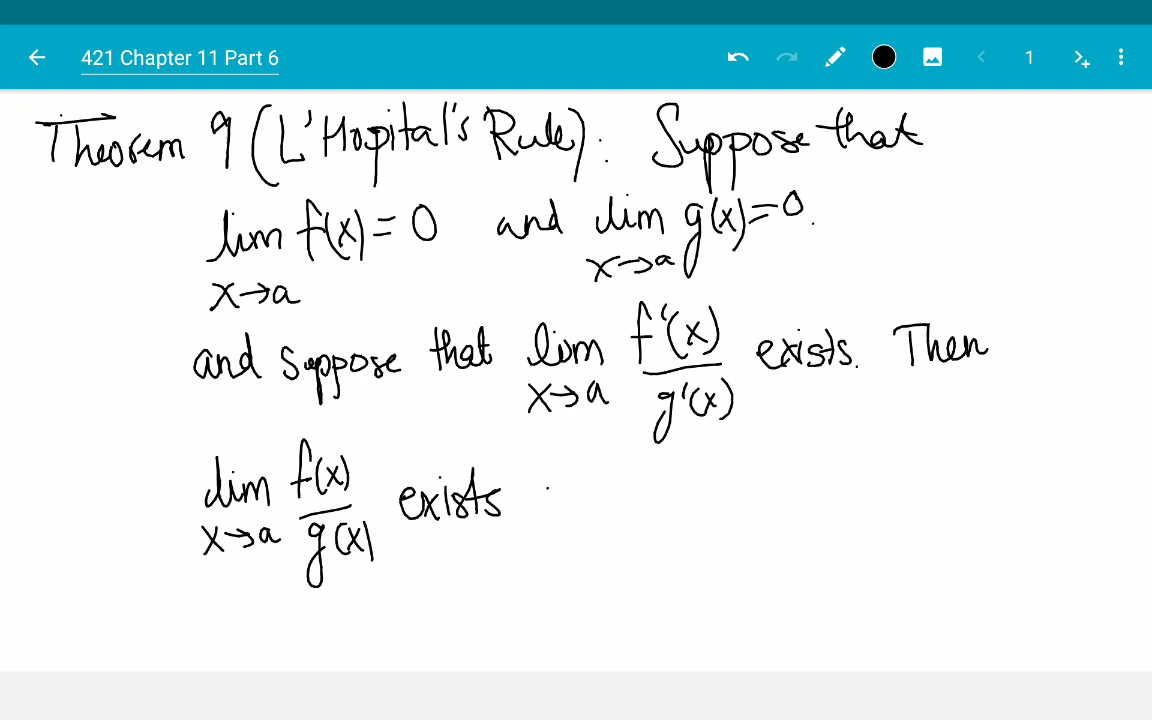 421 Chapter 11 Part 6
1
Theorem 9 (L'Hopital's Rule): Suppose that
lim f(x) = 0 and lim g(x) = 0.
x→a x→a
and suppose that lim f'(x) exists. Then
x→a g'(x)
lim f(x) exists
x→a g(x)